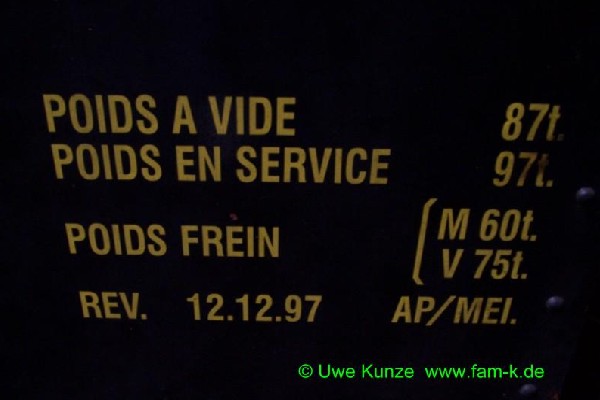 POIDS A VIDE 87t.
POIDS EN SERVICE 97t.
POIDS FREIN M 60t.
V 75t.
REV. 12.12.97 AP/MEI.
© Uwe Kunze www.fam-k.de